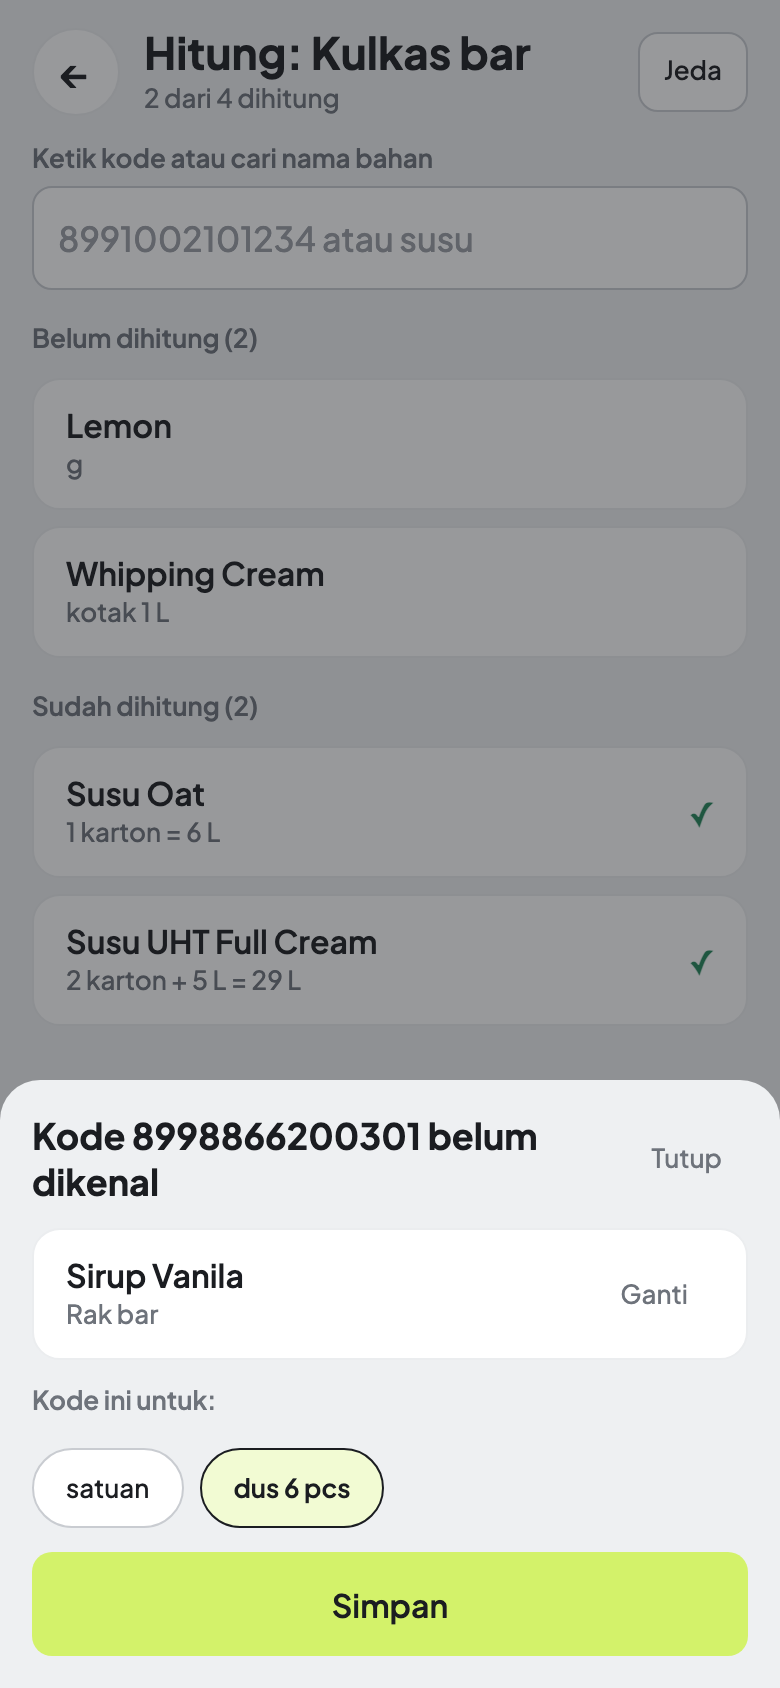 Hitung: Kulkas bar
2 dari 4 dihitung
Jeda
Ketik kode atau cari nama bahan
8991002101234 atau susu
Belum dihitung (2)
Lemon
g
Whipping Cream
kotak 1 L
Sudah dihitung (2)
Susu Oat
1 karton = 6 L
Susu UHT Full Cream
2 karton + 5 L = 29 L
Kode 8998866200301 belum
dikenal
Tutup
Sirup Vanila
Rak bar
Ganti
Kode ini untuk:
satuan
dus 6 pcs
Simpan